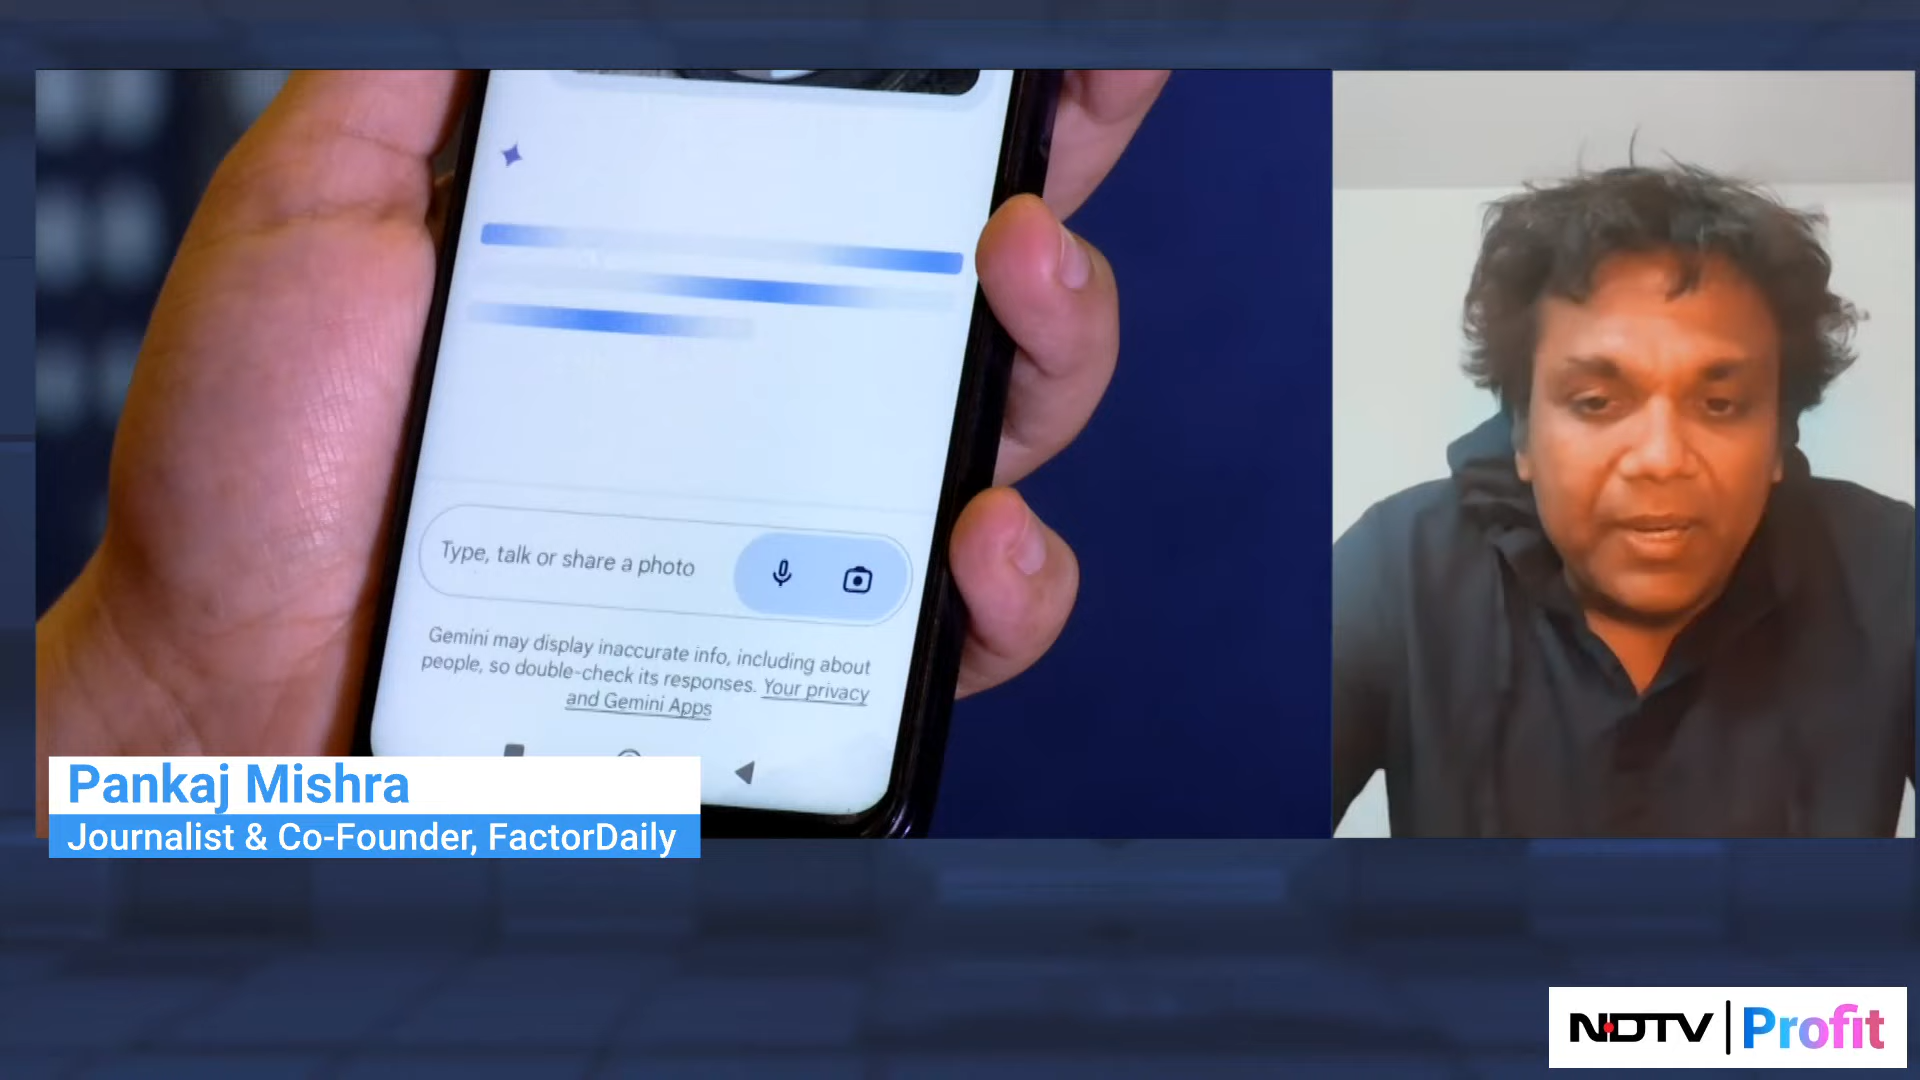 Type, talk or share a photo
Gemini may display inaccurate info, including about
people, so double-check its responses. Your privacy
and Gemini Apps
Pankaj Mishra
Journalist & Co-Founder, FactorDaily
NDTV Profit